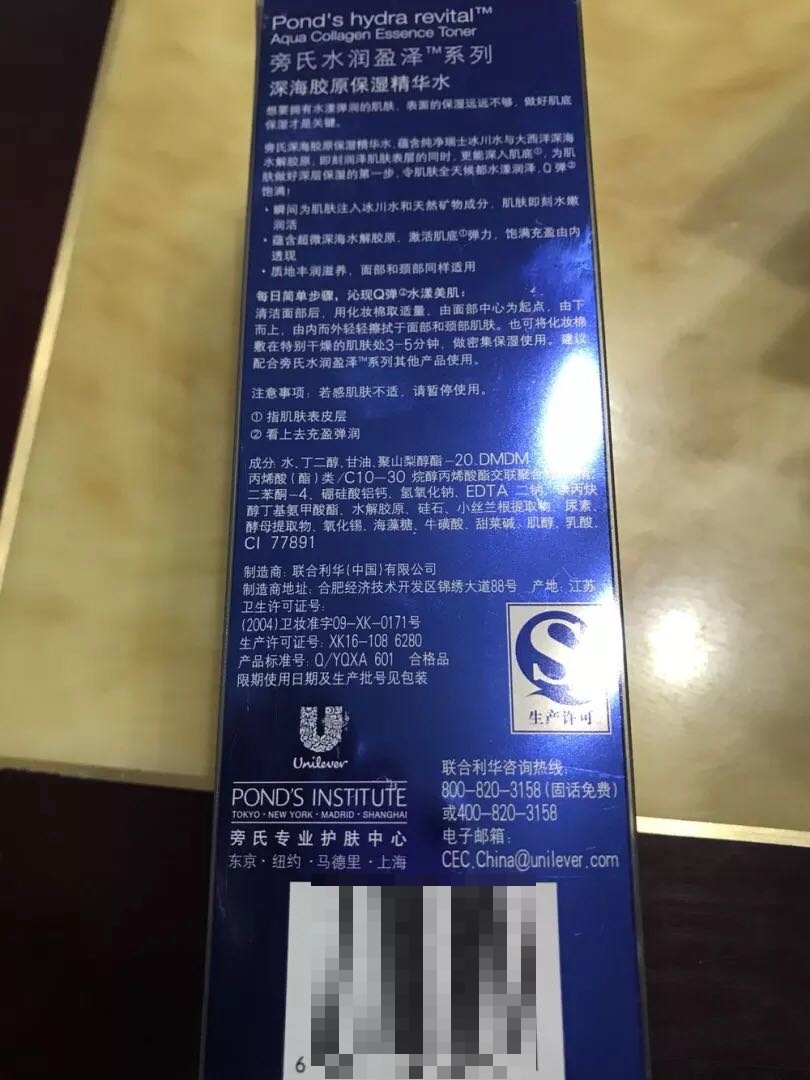 Pond's hydra revital™
Aqua Collagen Essence Toner
旁氏水润盈泽™系列
深海胶原保湿精华水
想要拥有水漾弹润的肌肤，表面的保湿远远不够，做好肌底
保湿才是关键。
旁氏深海胶原保湿精华水，蕴含纯净瑞士冰川水与大西洋深海
水解胶原，即刻润泽肌肤表层的同时，更能深入肌底①，为肌
肤做好深层保湿的第一步，令肌肤全天候都水漾润泽，Q弹②
饱满！
·瞬间为肌肤注入冰川水和天然矿物成分，肌肤即刻水嫩
润活
·蕴含超微深海水解胶原，激活肌底①弹力，饱满充盈由内
透现
·质地丰润滋养，面部和颈部同样适用
每日简单步骤，沁现Q弹②水漾美肌：
清洁面部后，用化妆棉取适量，由面部中心为起点，由下
而上，由内而外轻轻擦拭于面部和颈部肌肤。也可将化妆棉
敷在特别干燥的肌肤处3-5分钟，做密集保湿使用。建议
配合旁氏水润盈泽™系列其他产品使用。
注意事项：若感肌肤不适，请暂停使用。
① 指肌肤表皮层
② 看上去充盈弹润
成分：水、丁二醇、甘油、聚山梨醇酯-20、DMDM
丙烯酸（酯）类/C10-30 烷醇丙烯酸酯交联聚合
二苯酮-4、硼硅酸铝钙、氢氧化钠、EDTA 二钠、碘丙炔
醇丁基氨甲酸酯、水解胶原、硅石、小丝兰根提取物、尿素、
酵母提取物、氧化锡、海藻糖、牛磺酸、甜菜碱、肌醇、乳酸、
CI 77891
制造商：联合利华(中国)有限公司
制造商地址：合肥经济技术开发区锦绣大道88号 产地：江苏
卫生许可证号：
(2004)卫妆准字09-XK-0171号
生产许可证号：XK16-108 6280
产品标准号：Q/YQXA 601 合格品
限期使用日期及生产批号见包装
生产许可
Unilever
POND'S INSTITUTE
TOKYO·NEW YORK·MADRID·SHANGHAI
旁氏专业护肤中心
东京·纽约·马德里·上海
联合利华咨询热线：
800-820-3158(固话免费)
或400-820-3158
电子邮箱：
CEC.China@unilever.com
6